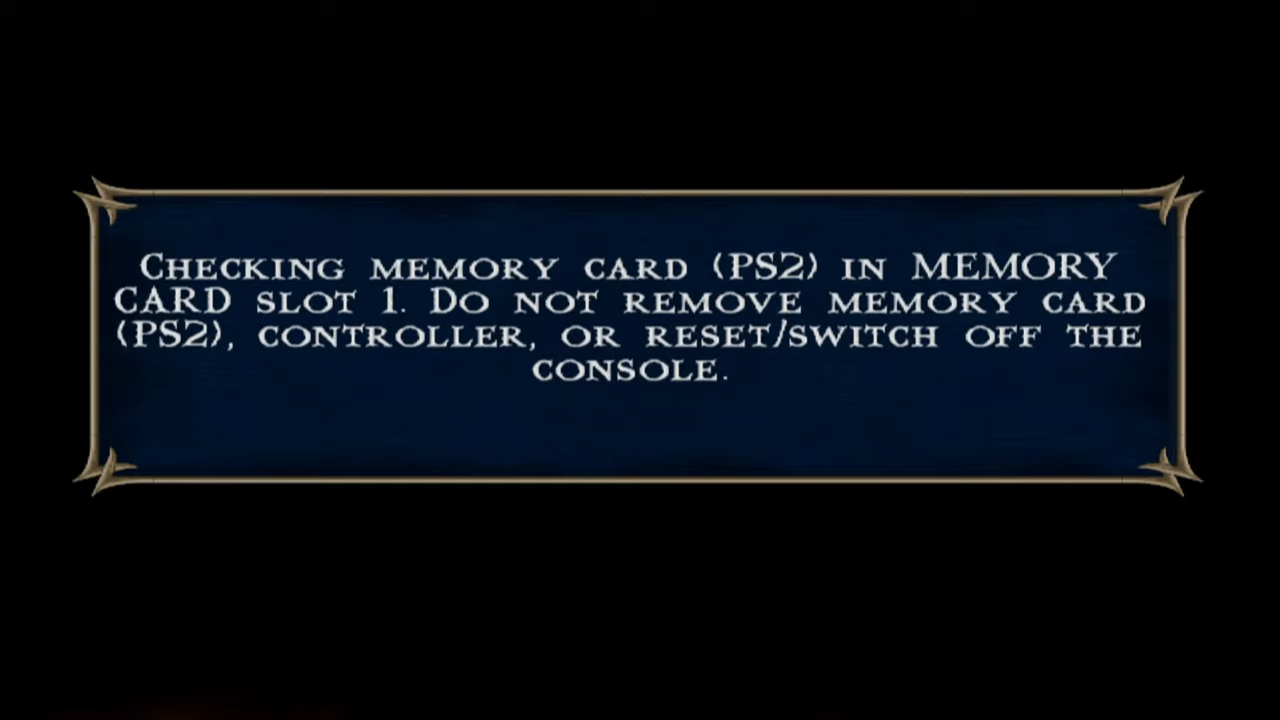 Checking memory card (PS2) in MEMORY
CARD slot 1. Do not remove memory card
(PS2), controller, or reset/switch off the
console.